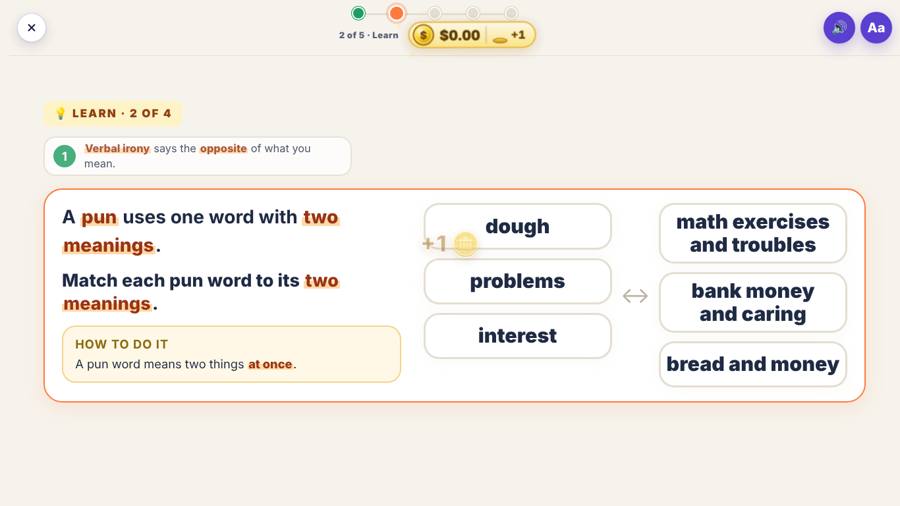 ✕
2 of 5 · Learn
$ $0.00 +1
Aa
LEARN · 2 OF 4
1
Verbal irony says the opposite of what you
mean.
A pun uses one word with two
meanings.
Match each pun word to its two
meanings.
HOW TO DO IT
A pun word means two things at once.
+1
dough
problems
interest
math exercises
and troubles
bank money
and caring
bread and money